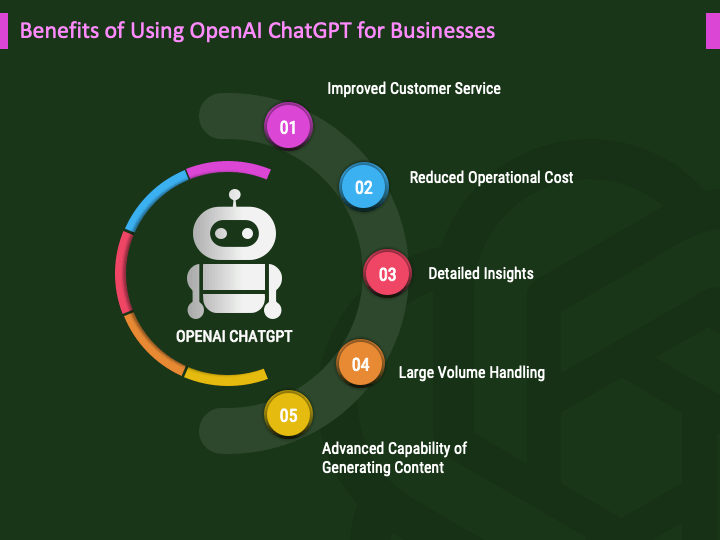 Benefits of Using OpenAI ChatGPT for Businesses
Improved Customer Service
01
02
Reduced Operational Cost
03
Detailed Insights
OPENAI CHATGPT
04
Large Volume Handling
05
Advanced Capability of
Generating Content